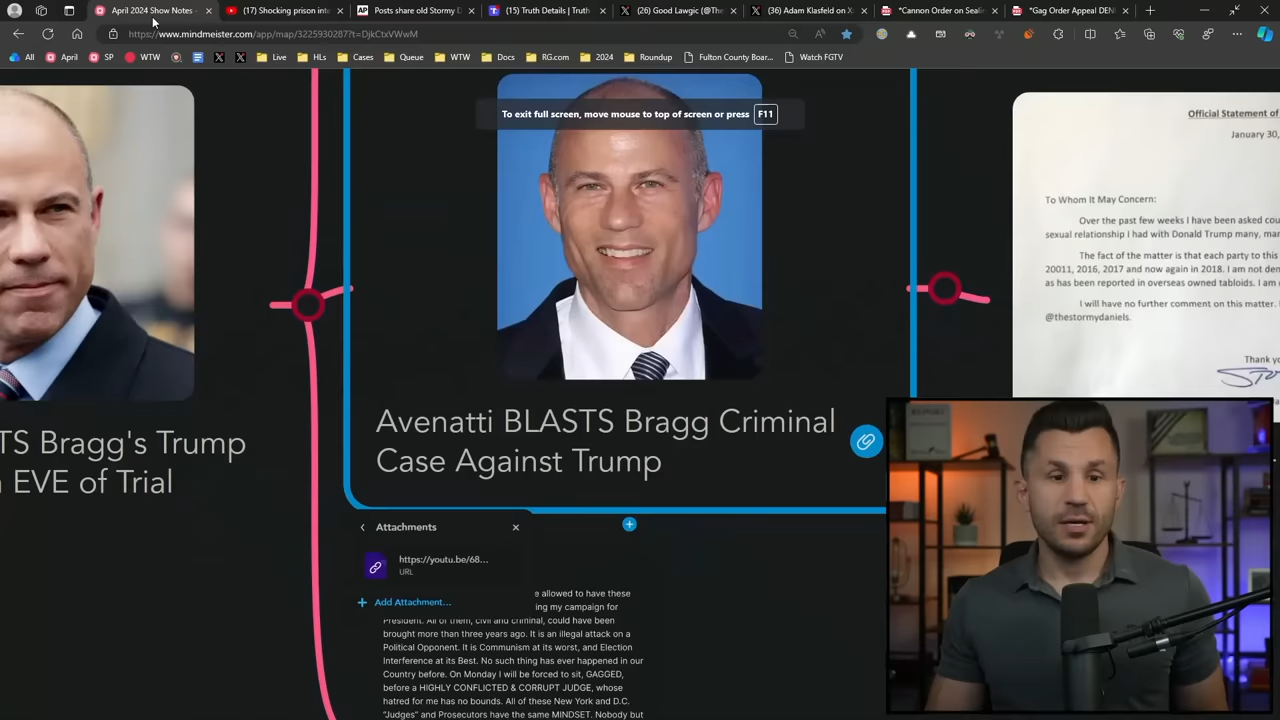 April 2024 Show Notes -
(17) Shocking prison int
Posts share old Stormy D
(15) Truth Details | Truth
(26) Good Lawgic (@The
(36) Adam Klasfeld on X
"Cannon Order on Sealin
"Gag Order Appeal DENI
https://www.mindmeister.com/app/map/3225930287?t=DjkCtxVWwM
All
April
SP
WTW
Live
HLs
Cases
Queue
WTW
Docs
RG.com
2024
Roundup
Fulton County Board...
Watch FGTV
To exit full screen, move mouse to top of screen or press F11
Official Statement of
January 30,
To Whom It May Concern:
Over the past few weeks I have been asked cou
sexual relationship I had with Donald Trump many, man
The fact of the matter is that each party to this
20011, 2016, 2017 and now again in 2018. I am not den
as has been reported in overseas owned tabloids. I am
I will have no further comment on this matter.
@thestormydaniels.
Thank yo
TS Bragg's Trump
EVE of Trial
Avenatti BLASTS Bragg Criminal
Case Against Trump
Attachments
https://youtu.be/68...
URL
Add Attachment...
e allowed to have these
ing my campaign for
President. All of them, civil and criminal, could have been
brought more than three years ago. It is an illegal attack on a
Political Opponent. It is Communism at its worst, and Election
Interference at its Best. No such thing has ever happened in our
Country before. On Monday I will be forced to sit, GAGGED,
before a HIGHLY CONFLICTED & CORRUPT JUDGE, whose
hatred for me has no bounds. All of these New York and D.C.
"Judges" and Prosecutors have the same MINDSET. Nobody but